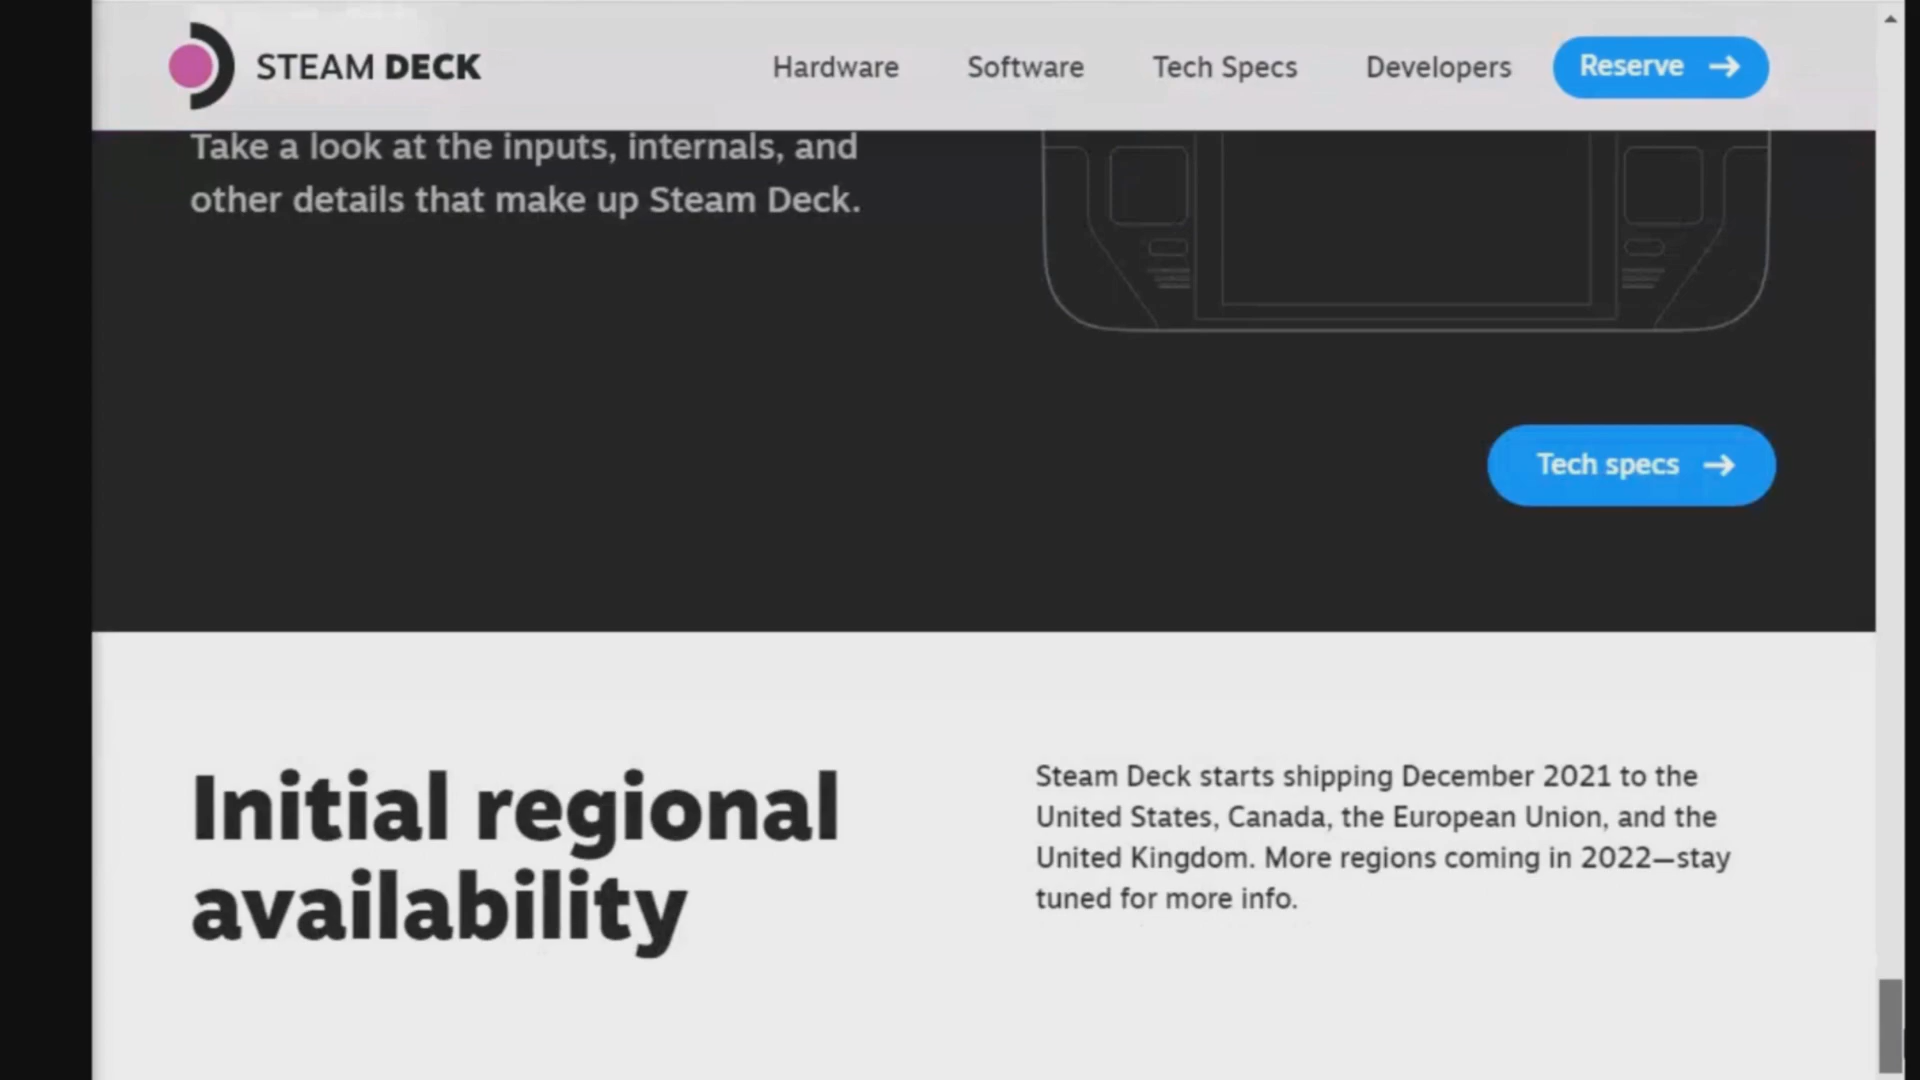 STEAM DECK
Hardware
Software
Tech Specs
Developers
Reserve
Take a look at the inputs, internals, and
other details that make up Steam Deck.
Tech specs
Initial regional
availability
Steam Deck starts shipping December 2021 to the
United States, Canada, the European Union, and the
United Kingdom. More regions coming in 2022—stay
tuned for more info.